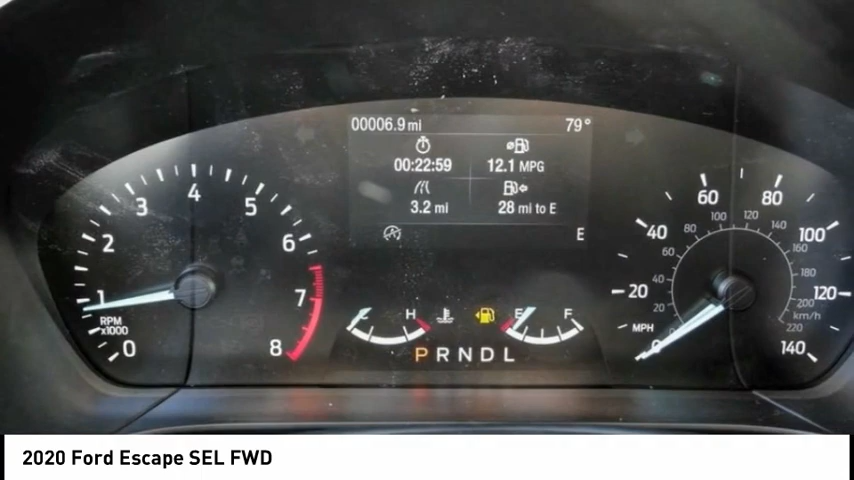 00006.9 mi 79°
00:22:59 12.1 MPG
3.2 mi 28 mi to E
E
0 1 2 3 4 5 6 7 8
RPM
x1000
C H E F
PRNDL
0 20 40 60 80 100 120 140
MPH
20 40 60 80 100 120 140 160 180 200 220
km/h
2020 Ford Escape SEL FWD